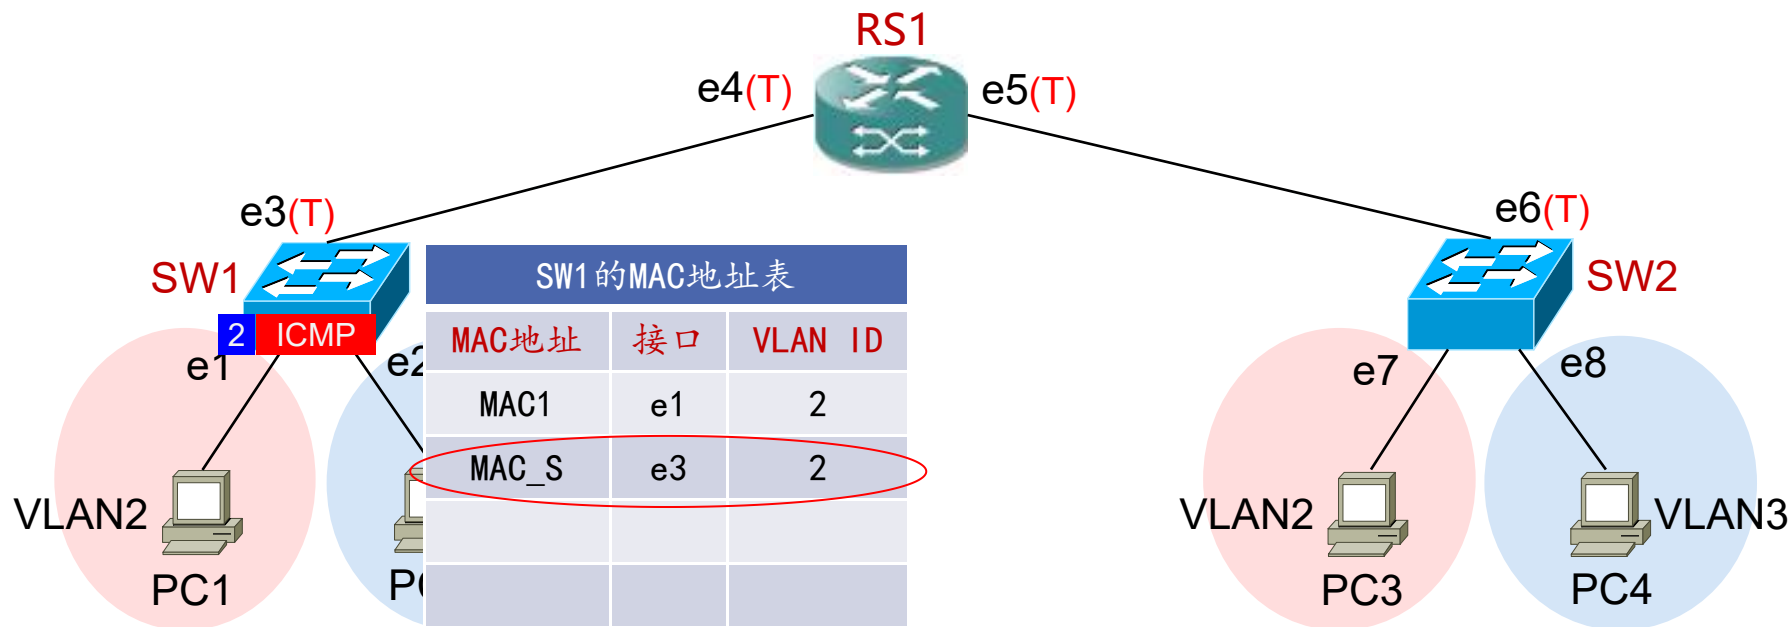 RS1
e4(T)
e5(T)
e3(T)
e6(T)
SW1
SW2
SW1的MAC地址表
MAC地址 接口 VLAN ID
MAC1 e1 2
MAC_S e3 2
2 ICMP
e1
e2
e7
e8
VLAN2
VLAN2
VLAN3
PC1
PC3
PC4